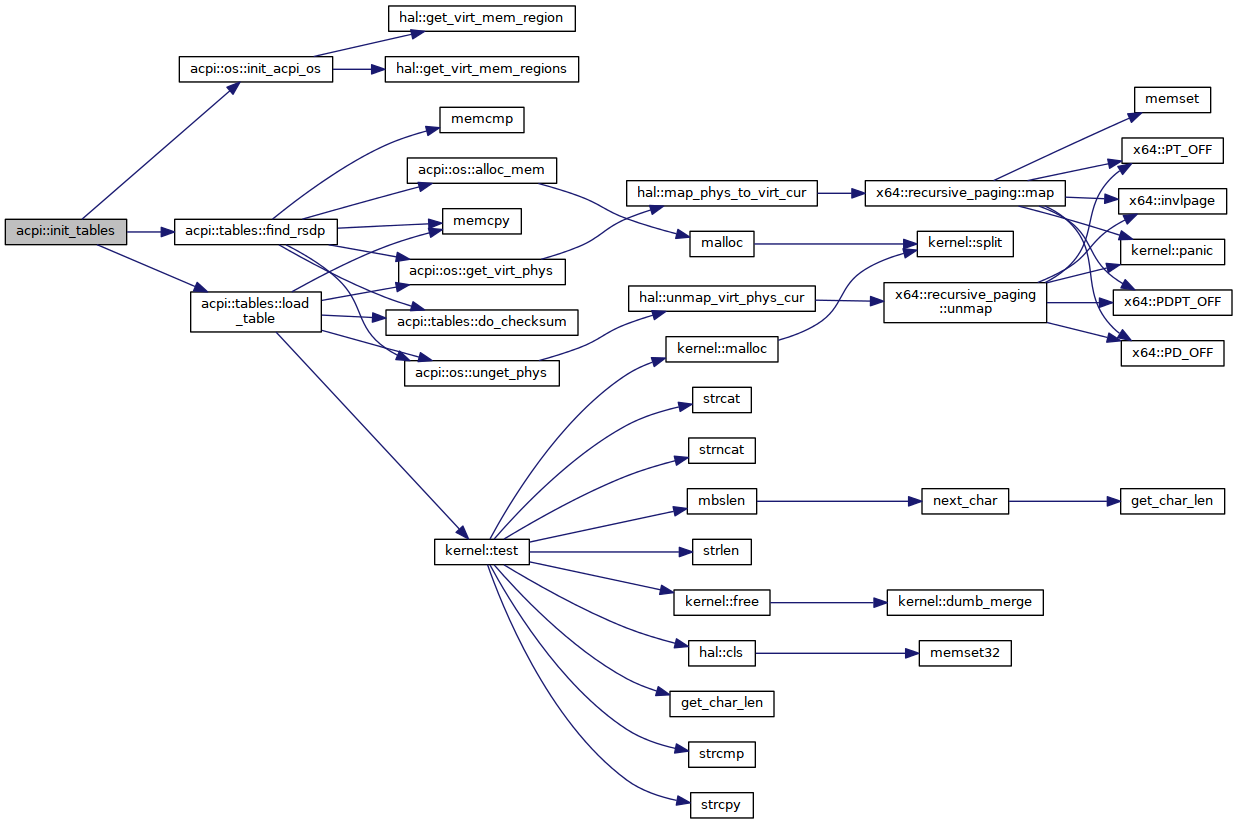 hal::get_virt_mem_region
acpi::os::init_acpi_os
hal::get_virt_mem_regions
memset
memcmp
x64::PT_OFF
acpi::os::alloc_mem
hal::map_phys_to_virt_cur
x64::recursive_paging::map
x64::invlpage
acpi::init_tables
acpi::tables::find_rsdp
memcpy
malloc
kernel::split
kernel::panic
acpi::os::get_virt_phys
acpi::tables::load
_table
hal::unmap_virt_phys_cur
x64::recursive_paging
::unmap
x64::PDPT_OFF
acpi::tables::do_checksum
kernel::malloc
x64::PD_OFF
acpi::os::unget_phys
strcat
strncat
mbslen
next_char
get_char_len
kernel::test
strlen
kernel::free
kernel::dumb_merge
hal::cls
memset32
get_char_len
strcmp
strcpy